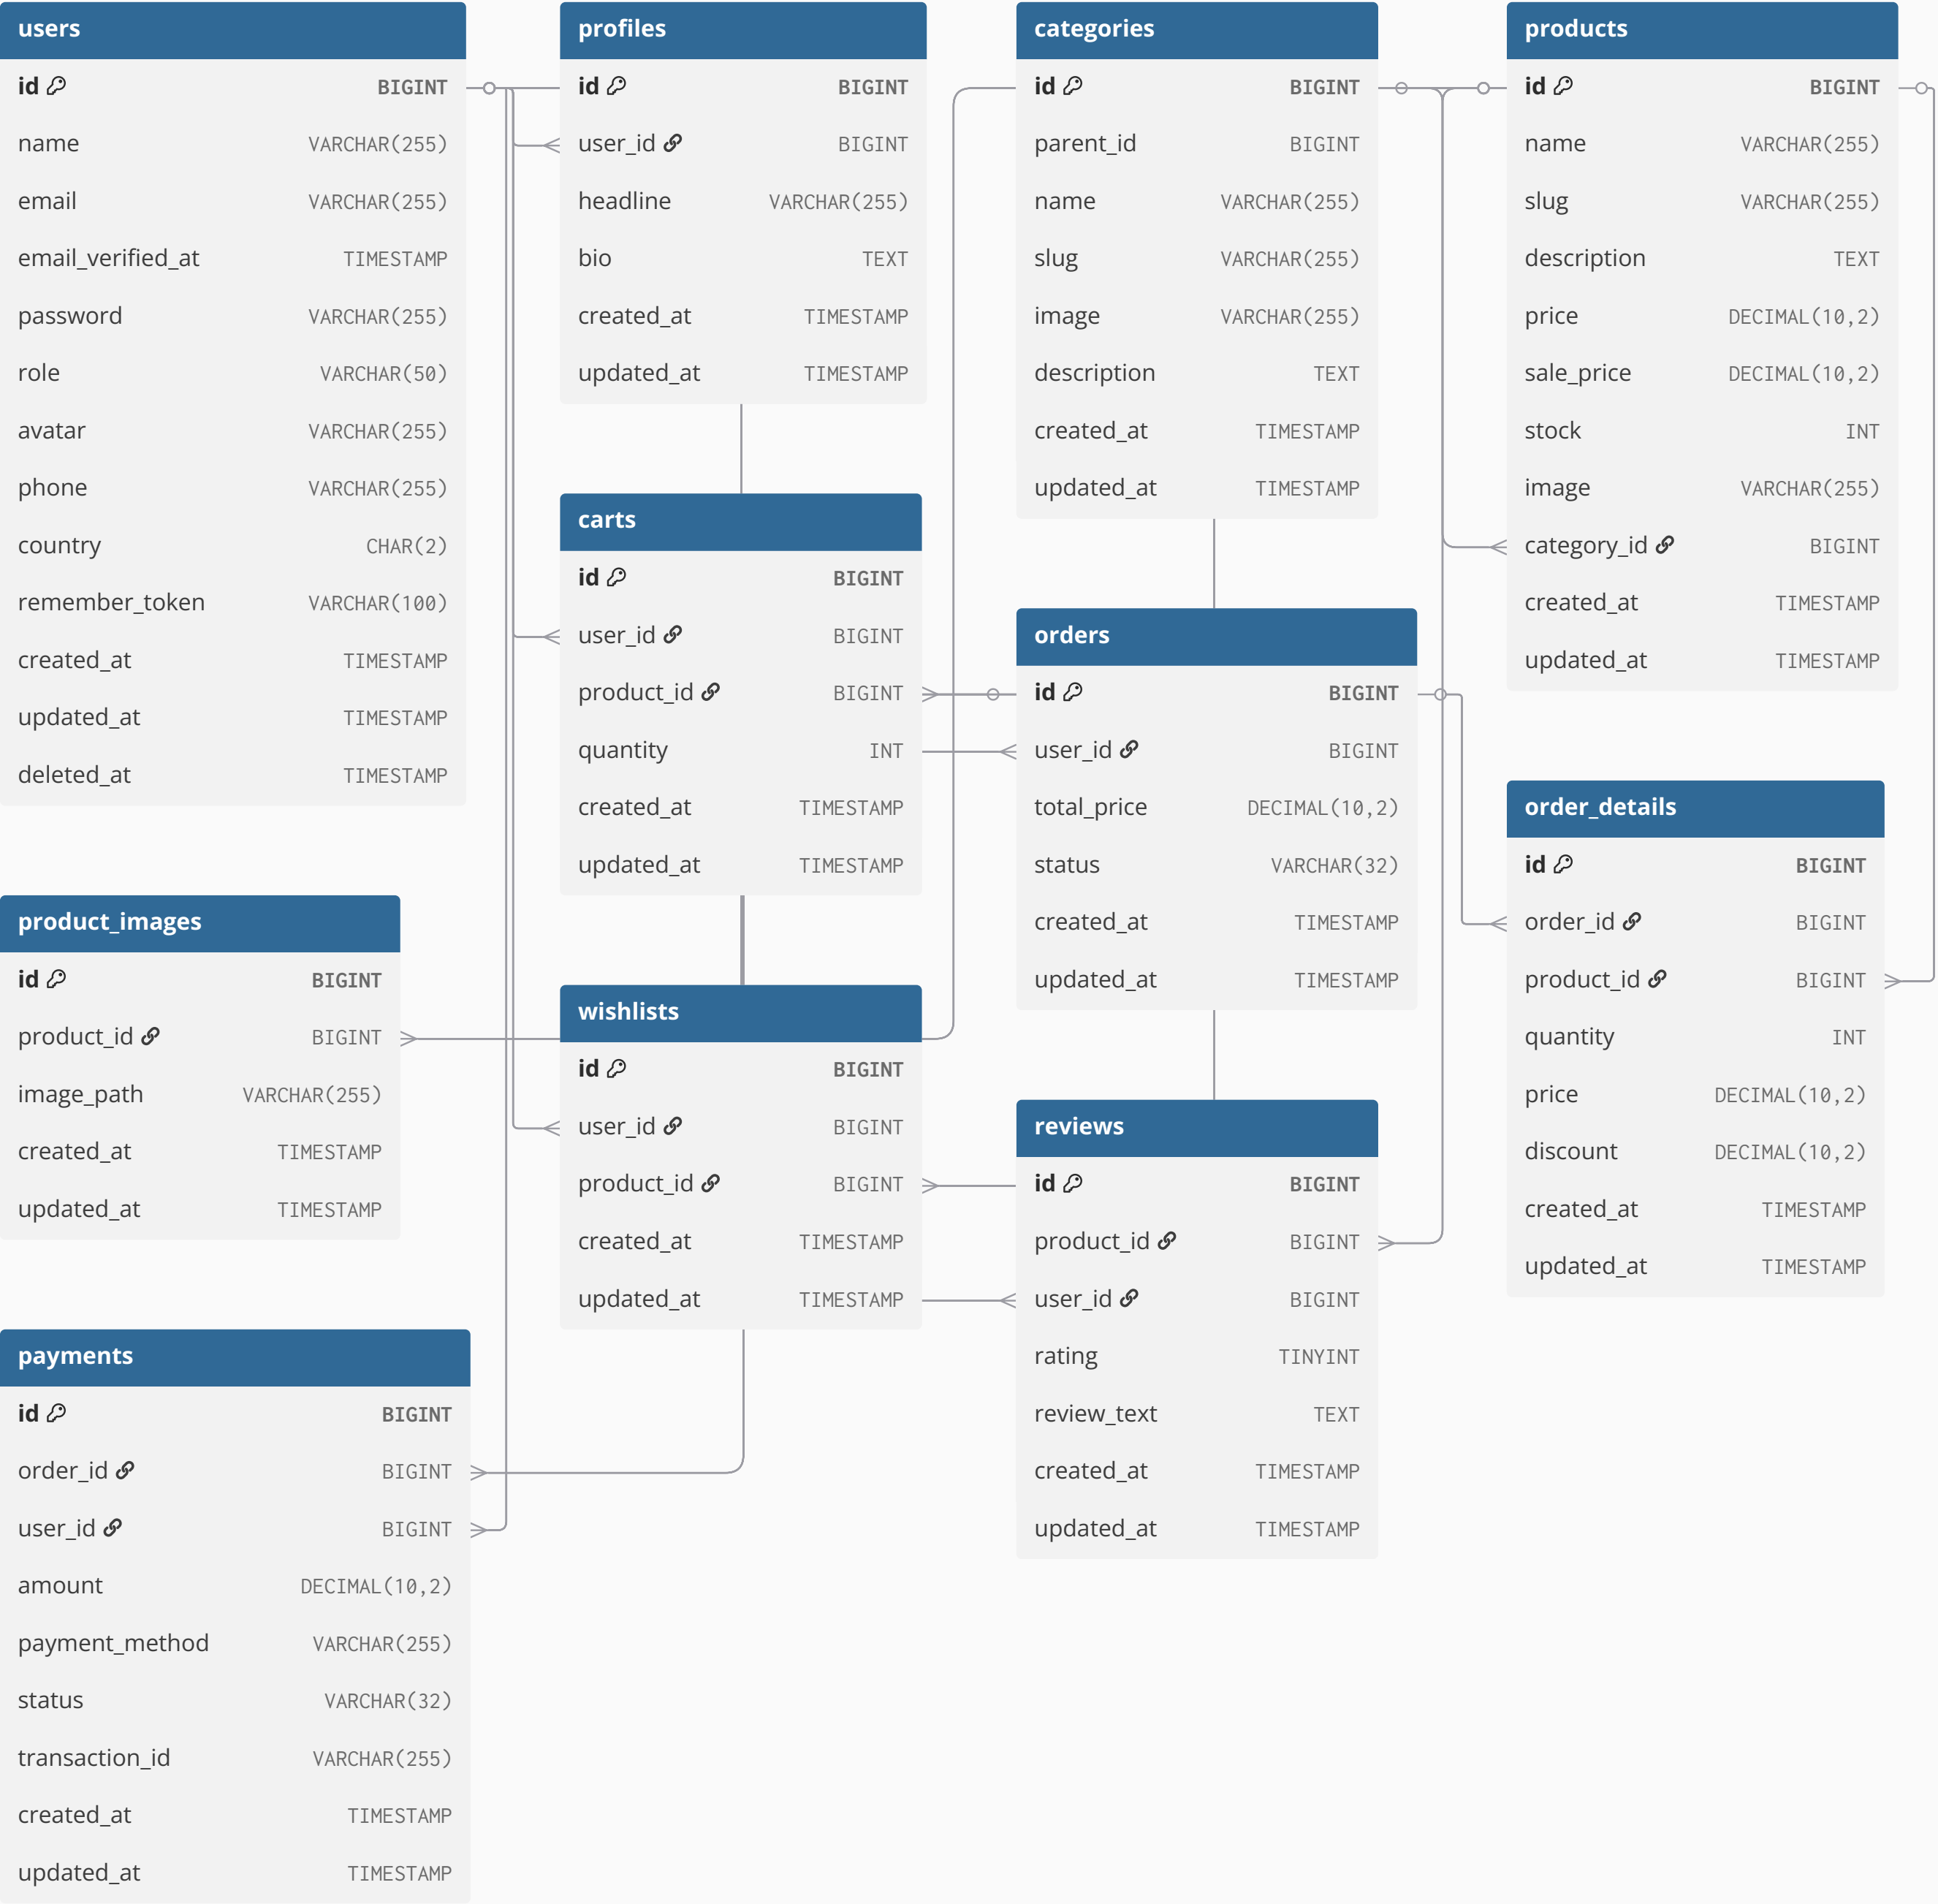 users
id BIGINT
name VARCHAR(255)
email VARCHAR(255)
email_verified_at TIMESTAMP
password VARCHAR(255)
role VARCHAR(50)
avatar VARCHAR(255)
phone VARCHAR(255)
country CHAR(2)
remember_token VARCHAR(100)
created_at TIMESTAMP
updated_at TIMESTAMP
deleted_at TIMESTAMP
profiles
id BIGINT
user_id BIGINT
headline VARCHAR(255)
bio TEXT
created_at TIMESTAMP
updated_at TIMESTAMP
categories
id BIGINT
parent_id BIGINT
name VARCHAR(255)
slug VARCHAR(255)
image VARCHAR(255)
description TEXT
created_at TIMESTAMP
updated_at TIMESTAMP
products
id BIGINT
name VARCHAR(255)
slug VARCHAR(255)
description TEXT
price DECIMAL(10,2)
sale_price DECIMAL(10,2)
stock INT
image VARCHAR(255)
category_id BIGINT
created_at TIMESTAMP
updated_at TIMESTAMP
carts
id BIGINT
user_id BIGINT
product_id BIGINT
quantity INT
created_at TIMESTAMP
updated_at TIMESTAMP
orders
id BIGINT
user_id BIGINT
total_price DECIMAL(10,2)
status VARCHAR(32)
created_at TIMESTAMP
updated_at TIMESTAMP
order_details
id BIGINT
order_id BIGINT
product_id BIGINT
quantity INT
price DECIMAL(10,2)
discount DECIMAL(10,2)
created_at TIMESTAMP
updated_at TIMESTAMP
product_images
id BIGINT
product_id BIGINT
image_path VARCHAR(255)
created_at TIMESTAMP
updated_at TIMESTAMP
wishlists
id BIGINT
user_id BIGINT
product_id BIGINT
created_at TIMESTAMP
updated_at TIMESTAMP
reviews
id BIGINT
product_id BIGINT
user_id BIGINT
rating TINYINT
review_text TEXT
created_at TIMESTAMP
updated_at TIMESTAMP
payments
id BIGINT
order_id BIGINT
user_id BIGINT
amount DECIMAL(10,2)
payment_method VARCHAR(255)
status VARCHAR(32)
transaction_id VARCHAR(255)
created_at TIMESTAMP
updated_at TIMESTAMP